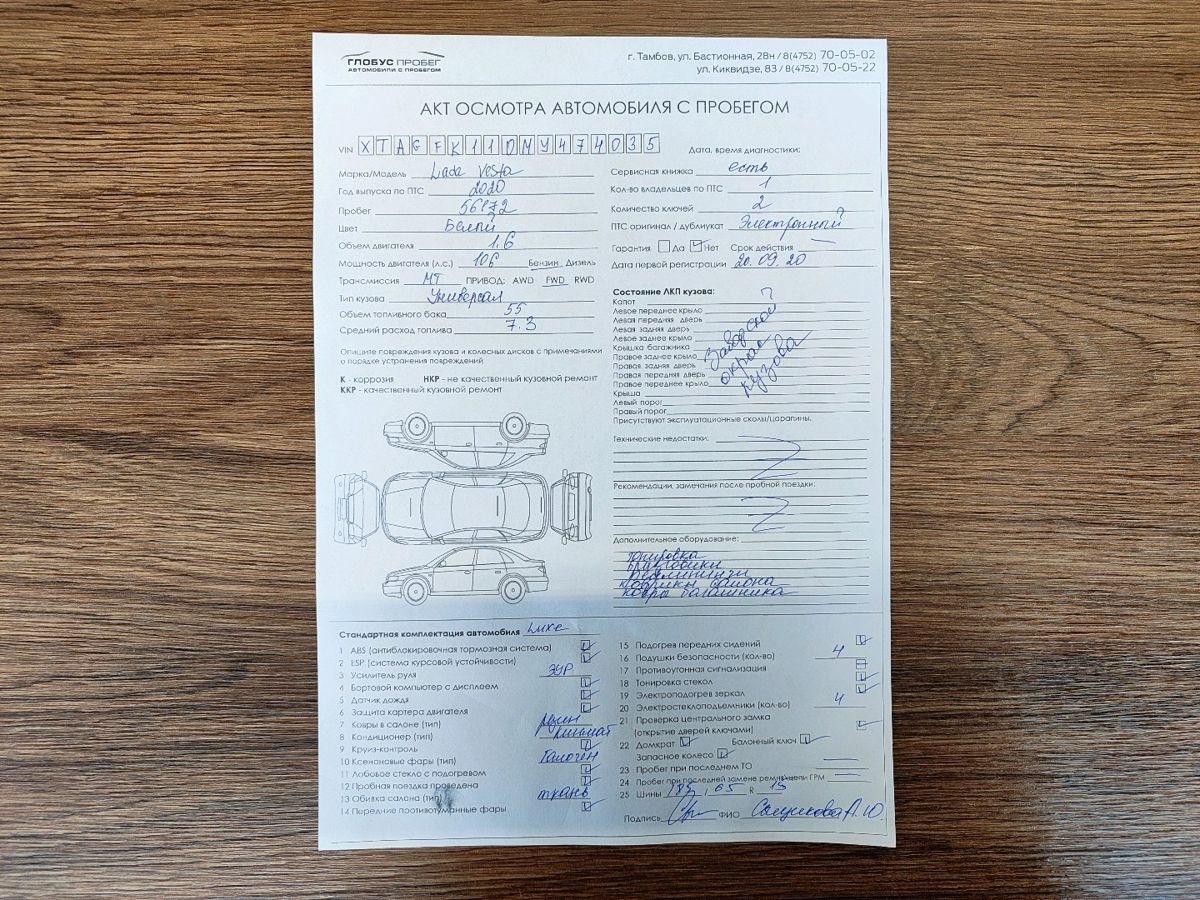 ГЛОБУС ПРОБЕГ
АВТОМОБИЛИ С ПРОБЕГОМ
г. Тамбов, ул. Бастионная, 28н / 8(4752) 70-05-02
ул. Киквидзе, 83 / 8(4752) 70-05-22
АКТ ОСМОТРА АВТОМОБИЛЯ С ПРОБЕГОМ
VIN XTAGFK110MY474035
Марка/Модель Lada Vesta
Год выпуска по ПТС 2020
Пробег 56172
Цвет Белый
Объем двигателя 1.6
Мощность двигателя (л.с.) 106 Бензин Дизель
Трансмиссия МТ ПРИВОД: AWD FWD RWD
Тип кузова Универсал
Объем топливного бака 55
Средний расход топлива 7.3
Опишите повреждения кузова и колесных дисков с примечаниями
о порядке устранения повреждений
К - коррозия НКР - не качественный кузовной ремонт
ККР - качественный кузовной ремонт
Дата, время диагностики:
Сервисная книжка есть
Кол-во владельцев по ПТС 1
Количество ключей 2
ПТС оригинал / дубликат Электронный
Гарантия Да Нет Срок действия —
Дата первой регистрации 20.09.20
Состояние ЛКП кузова:
Капот
Левое переднее крыло
Левая передняя дверь
Левая задняя дверь
Левое заднее крыло
Крышка багажника
Правое заднее крыло
Правая задняя дверь
Правая передняя дверь
Правое переднее крыло
Крыша
Левый порог
Правый порог
Заводской
окрас
кузова
Присутствуют эксплуатационные сколы/царапины.
Технические недостатки:
Рекомендации, замечания после пробной поездки:
Дополнительное оборудование:
тонировка
брызговики
коврики салона
ковры багажника
Стандартная комплектация автомобиля Luxe
1 ABS (антиблокировочная тормозная система)
2 ESP (система курсовой устойчивости)
3 Усилитель руля ЭУР
4 Бортовой компьютер с дисплеем
5 Датчик дождя
6 Защита картера двигателя
7 Ковры в салоне (тип) резин
8 Кондиционер (тип) климат
9 Круиз-контроль
10 Ксеноновые фары (тип) галоген
11 Лобовое стекло с подогревом
12 Пробная поездка проведена
13 Обивка салона (тип) ткань
14 Передние противотуманные фары
15 Подогрев передних сидений
16 Подушки безопасности (кол-во) 4
17 Противоугонная сигнализация
18 Тонировка стекол
19 Электроподогрев зеркал
20 Электростеклоподъемники (кол-во) 4
21 Проверка центрального замка
(открытие дверей ключами)
22 Домкрат Балонный ключ
Запасное колесо
23 Пробег при последнем ТО —
24 Пробег при последней замене ремня/цепи ГРМ —
25 Шины 185 / 65 R 15
Подпись ФИО А.Ю.